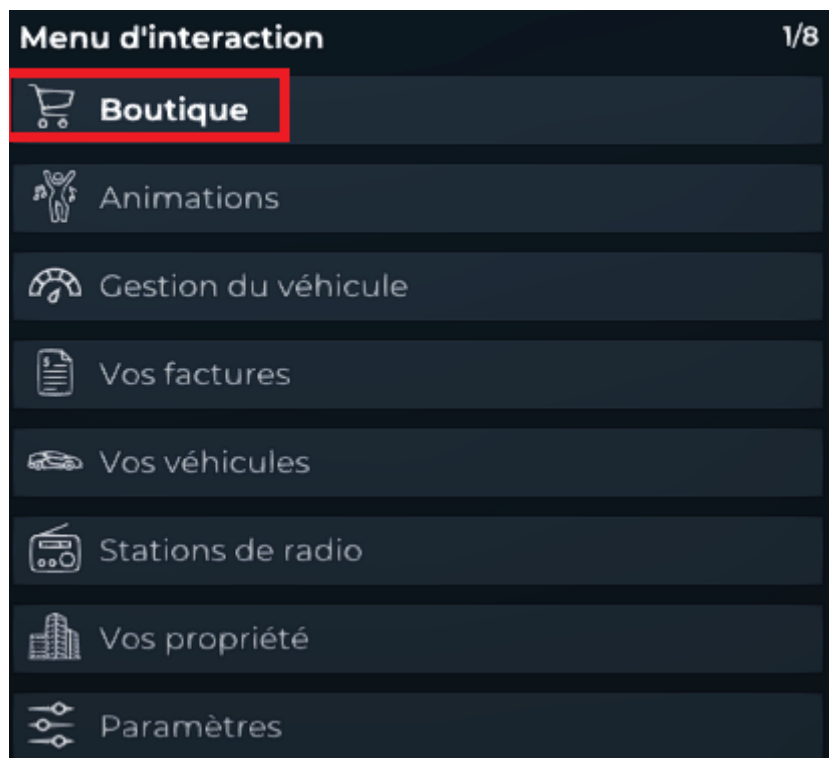 Menu d'interaction 1/8
Boutique
Animations
Gestion du véhicule
Vos factures
Vos véhicules
Stations de radio
Vos propriété
Paramètres